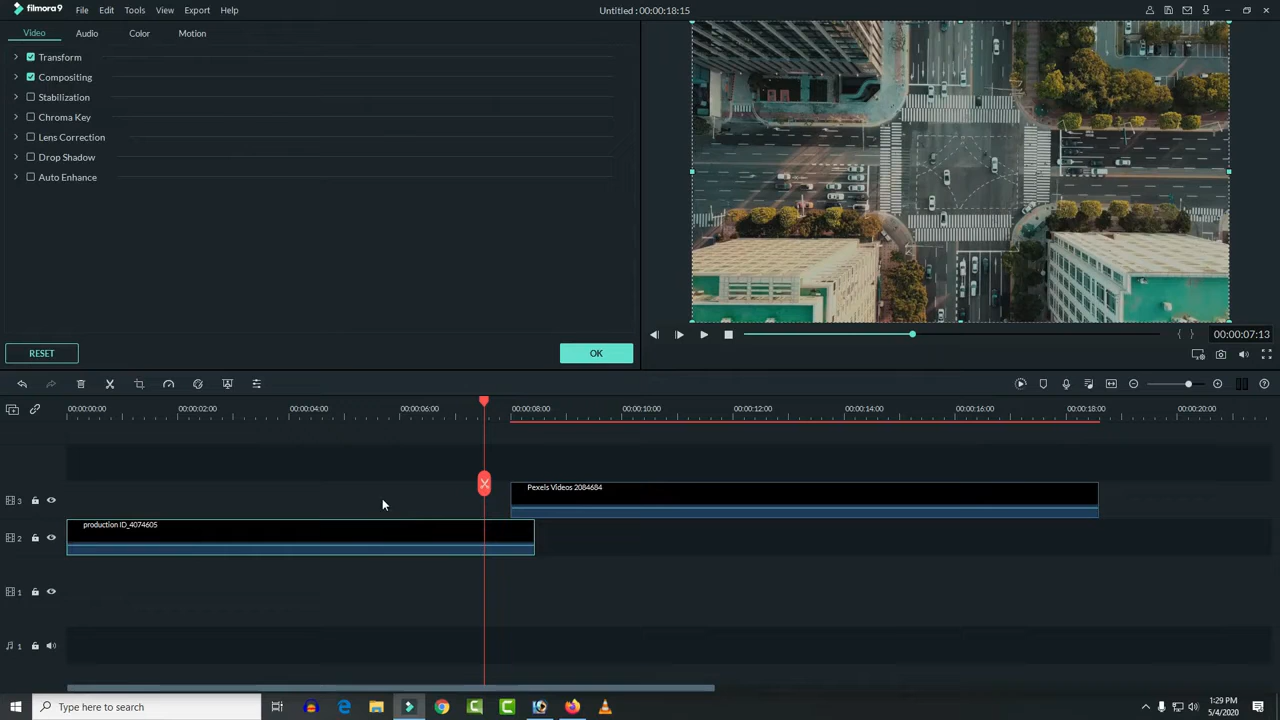 filmora9 File Edit Tools View Export Help Untitled : 00:00:18:15
Video Audio Motion
Transform
Compositing
Stabilization
Chroma Key
Lens Correction
Drop Shadow
Auto Enhance
RESET OK
00:00:07:13
00:00:00:00 00:00:02:00 00:00:04:00 00:00:06:00 00:00:08:00 00:00:10:00 00:00:12:00 00:00:14:00 00:00:16:00 00:00:18:00 00:00:20:00
3 Pexels Videos 2084684
2 production ID_4074605
1
1
Type here to search
1:29 PM
5/4/2020